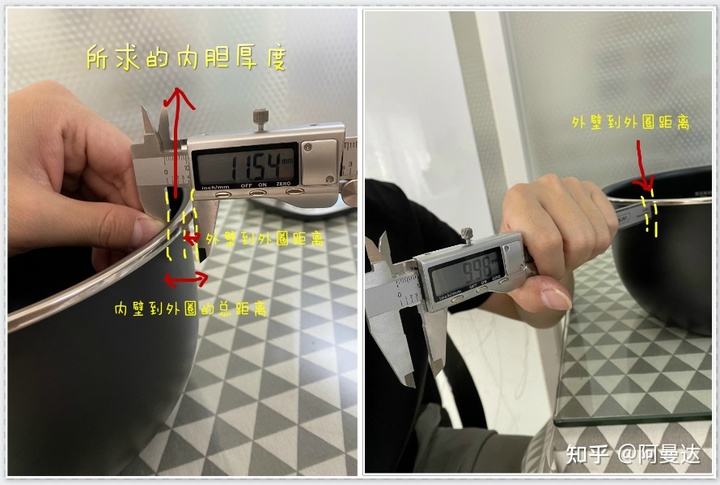 所求的内胆厚度
11.54 mm
inch/mm OFF ON ZERO
外壁到外圈距离
内壁到外圈的总距离
外壁到外圈距离
知乎 @阿曼达